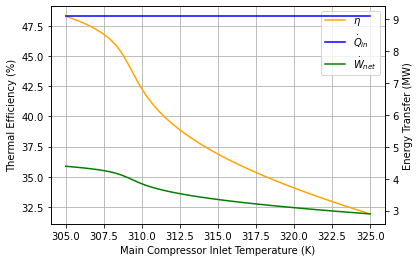 η
Q̇in
Ẇnet
47.5
45.0
42.5
40.0
37.5
35.0
32.5
9
8
7
6
5
4
3
Thermal Efficiency (%)
Energy Transfer (MW)
305.0 307.5 310.0 312.5 315.0 317.5 320.0 322.5 325.0
Main Compressor Inlet Temperature (K)